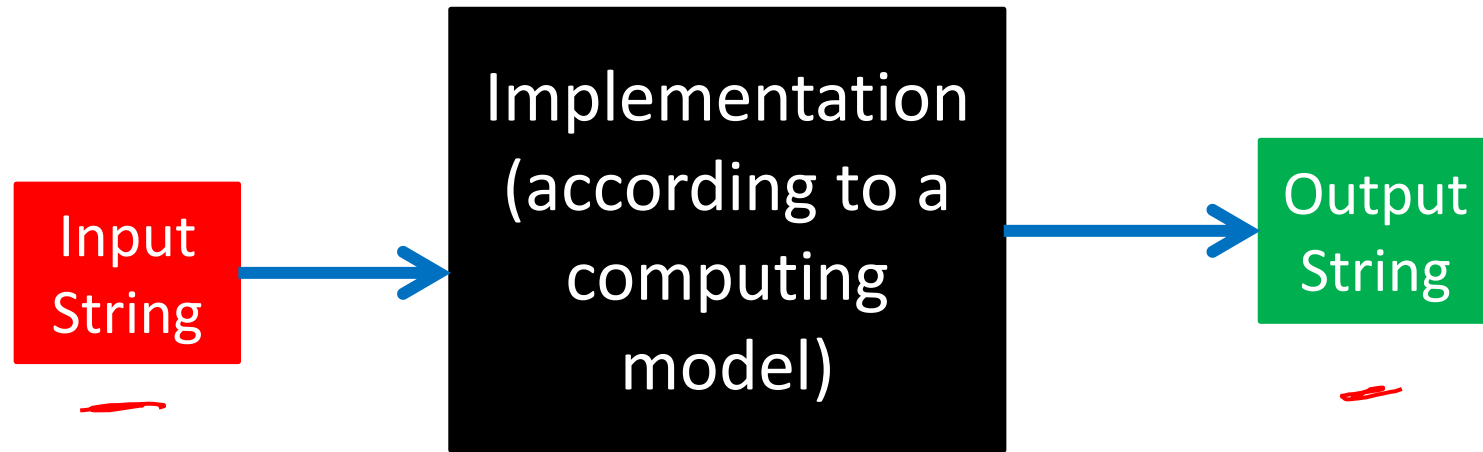 Input
String
Implementation
(according to a
computing
model)
Output
String